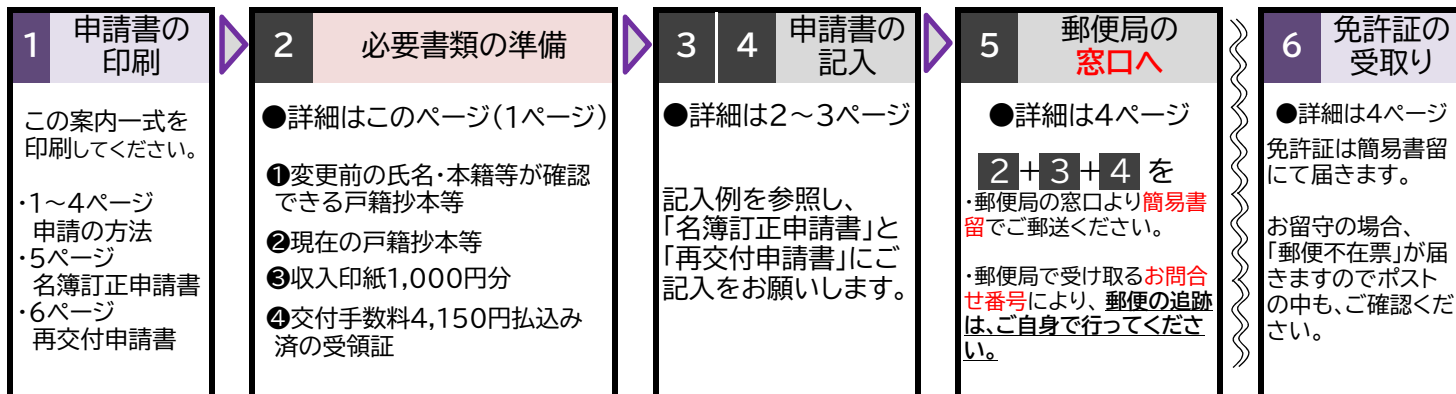 1
申請書の
印刷
この案内一式を
印刷してください。
・1～4ページ
申請の方法
・5ページ
名簿訂正申請書
・6ページ
再交付申請書
2
必要書類の準備
●詳細はこのページ(1ページ)
❶変更前の氏名・本籍等が確認
できる戸籍抄本等
❷現在の戸籍抄本等
❸収入印紙1,000円分
❹交付手数料4,150円払込み
済の受領証
3 4
申請書の
記入
●詳細は2～3ページ
記入例を参照し、
「名簿訂正申請書」と
「再交付申請書」にご
記入をお願いします。
5
郵便局の
窓口へ
●詳細は4ページ
2+3+4を
・郵便局の窓口より簡易書
留でご郵送ください。
・郵便局で受け取るお問合
せ番号により、郵便の追跡
は、ご自身で行ってくださ
い。
6
免許証の
受取り
●詳細は4ページ
免許証は簡易書留
にて届きます。
お留守の場合、
「郵便不在票」が届
きますのでポスト
の中も、ご確認くだ
さい。